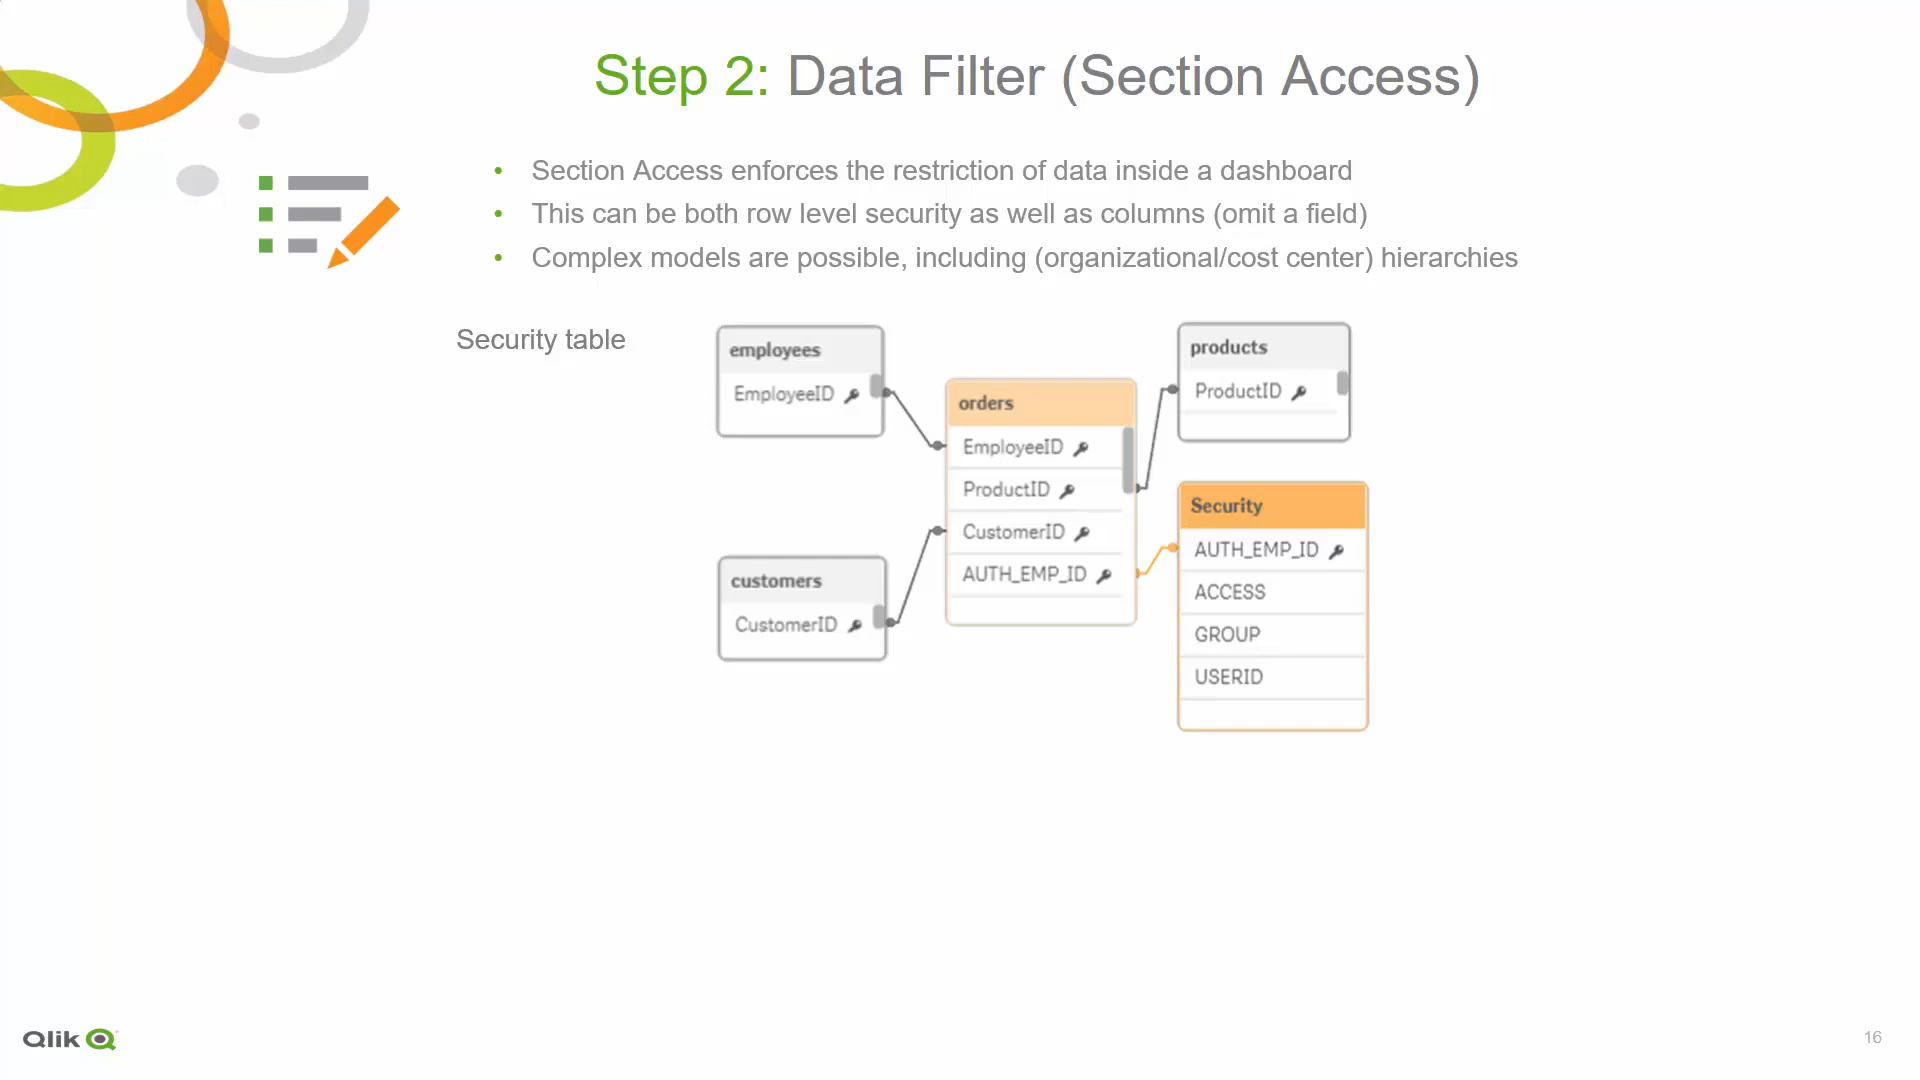 Step 2: Data Filter (Section Access)
• Section Access enforces the restriction of data inside a dashboard
• This can be both row level security as well as columns (omit a field)
• Complex models are possible, including (organizational/cost center) hierarchies
Security table
employees
EmployeeID
orders
EmployeeID
ProductID
CustomerID
AUTH_EMP_ID
products
ProductID
customers
CustomerID
Security
AUTH_EMP_ID
ACCESS
GROUP
USERID
Qlik
16